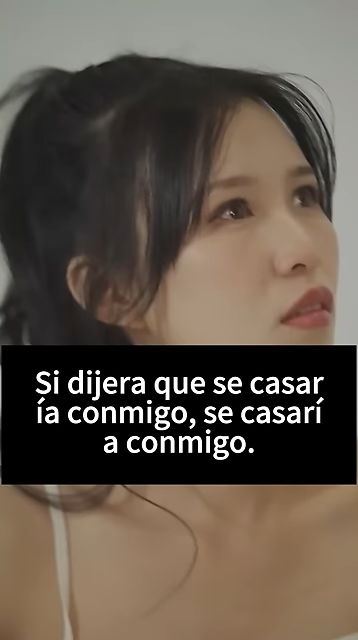 Si dijera que se casar
ía conmigo, se casarí
a conmigo.